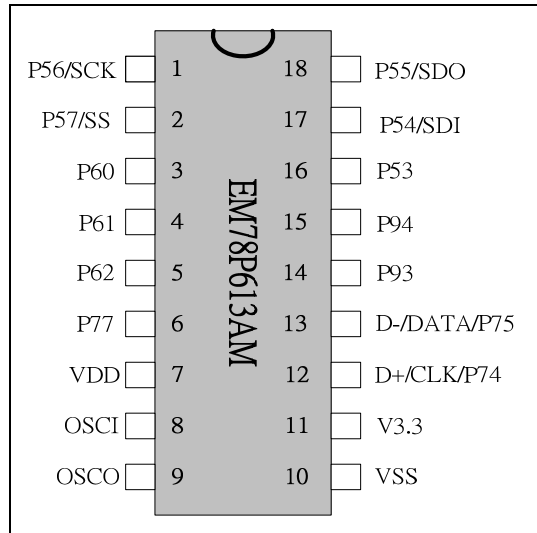 P56/SCK 1 18 P55/SDO
P57/SS 2 17 P54/SDI
P60 3 16 P53
P61 4 15 P94
P62 5 14 P93
P77 6 13 D-/DATA/P75
VDD 7 12 D+/CLK/P74
OSCI 8 11 V3.3
OSCO 9 10 VSS
EM78P613AM